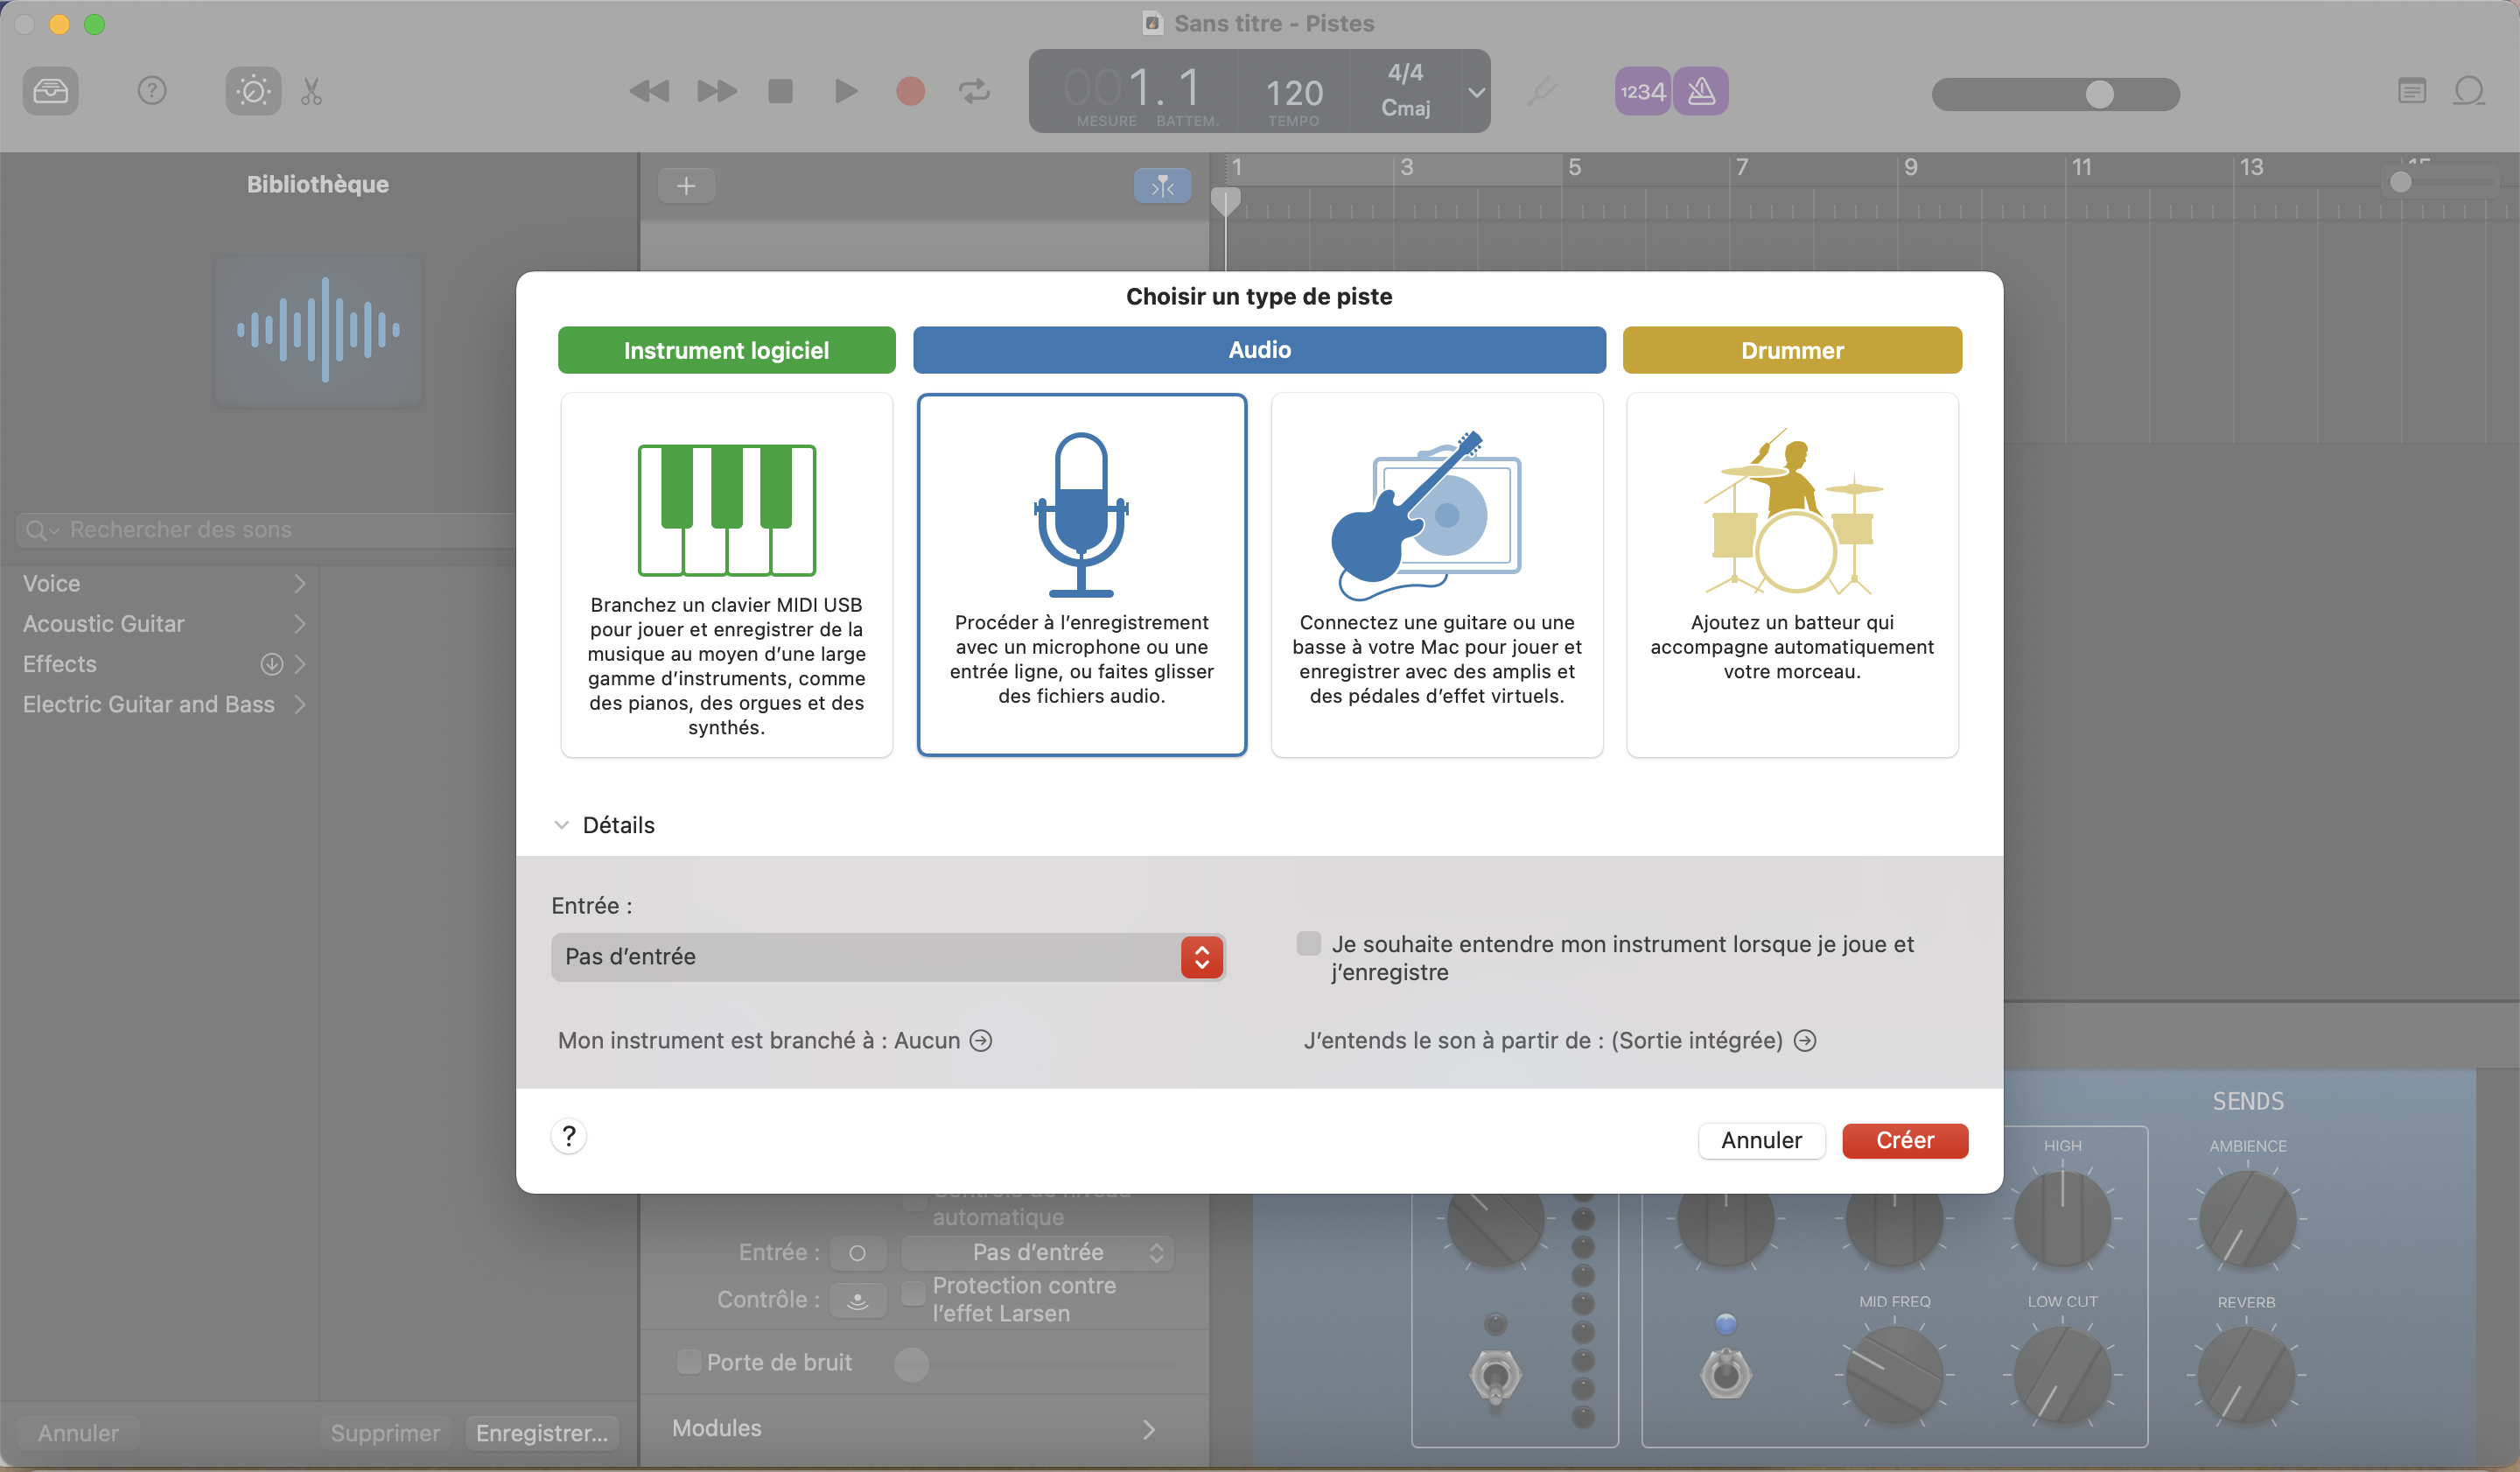 Sans titre - Pistes
001. 1
MESURE BATTEM.
120
TEMPO
4/4
Cmaj
1234
Bibliothèque
1 3 5 7 9 11 13 15
Rechercher des sons
Voice
Acoustic Guitar
Effects
Electric Guitar and Bass
Choisir un type de piste
Instrument logiciel
Audio
Drummer
Branchez un clavier MIDI USB
pour jouer et enregistrer de la
musique au moyen d’une large
gamme d’instruments, comme
des pianos, des orgues et des
synthés.
Procéder à l’enregistrement
avec un microphone ou une
entrée ligne, ou faites glisser
des fichiers audio.
Connectez une guitare ou une
basse à votre Mac pour jouer et
enregistrer avec des amplis et
des pédales d’effet virtuels.
Ajoutez un batteur qui
accompagne automatiquement
votre morceau.
Détails
Entrée :
Pas d’entrée
Je souhaite entendre mon instrument lorsque je joue et
j’enregistre
Mon instrument est branché à : Aucun
J’entends le son à partir de : (Sortie intégrée)
?
Annuler
Créer
automatique
Entrée :
Pas d’entrée
Contrôle :
Protection contre
l’effet Larsen
Porte de bruit
Modules
SENDS
HIGH
AMBIENCE
MID FREQ
LOW CUT
REVERB
Annuler
Supprimer
Enregistrer...